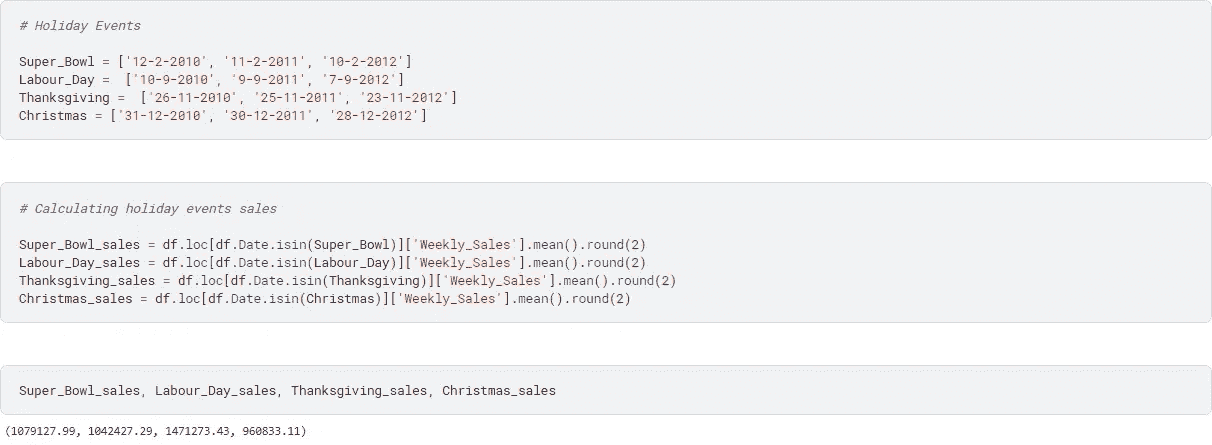 # Holiday Events
Super_Bowl = ['12-2-2010', '11-2-2011', '10-2-2012']
Labour_Day =  ['10-9-2010', '9-9-2011', '7-9-2012']
Thanksgiving =  ['26-11-2010', '25-11-2011', '23-11-2012']
Christmas = ['31-12-2010', '30-12-2011', '28-12-2012']
# Calculating holiday events sales
Super_Bowl_sales = df.loc[df.Date.isin(Super_Bowl)]['Weekly_Sales'].mean().round(2)
Labour_Day_sales = df.loc[df.Date.isin(Labour_Day)]['Weekly_Sales'].mean().round(2)
Thanksgiving_sales = df.loc[df.Date.isin(Thanksgiving)]['Weekly_Sales'].mean().round(2)
Christmas_sales = df.loc[df.Date.isin(Christmas)]['Weekly_Sales'].mean().round(2)
Super_Bowl_sales, Labour_Day_sales, Thanksgiving_sales, Christmas_sales
(1079127.99, 1042427.29, 1471273.43, 960833.11)